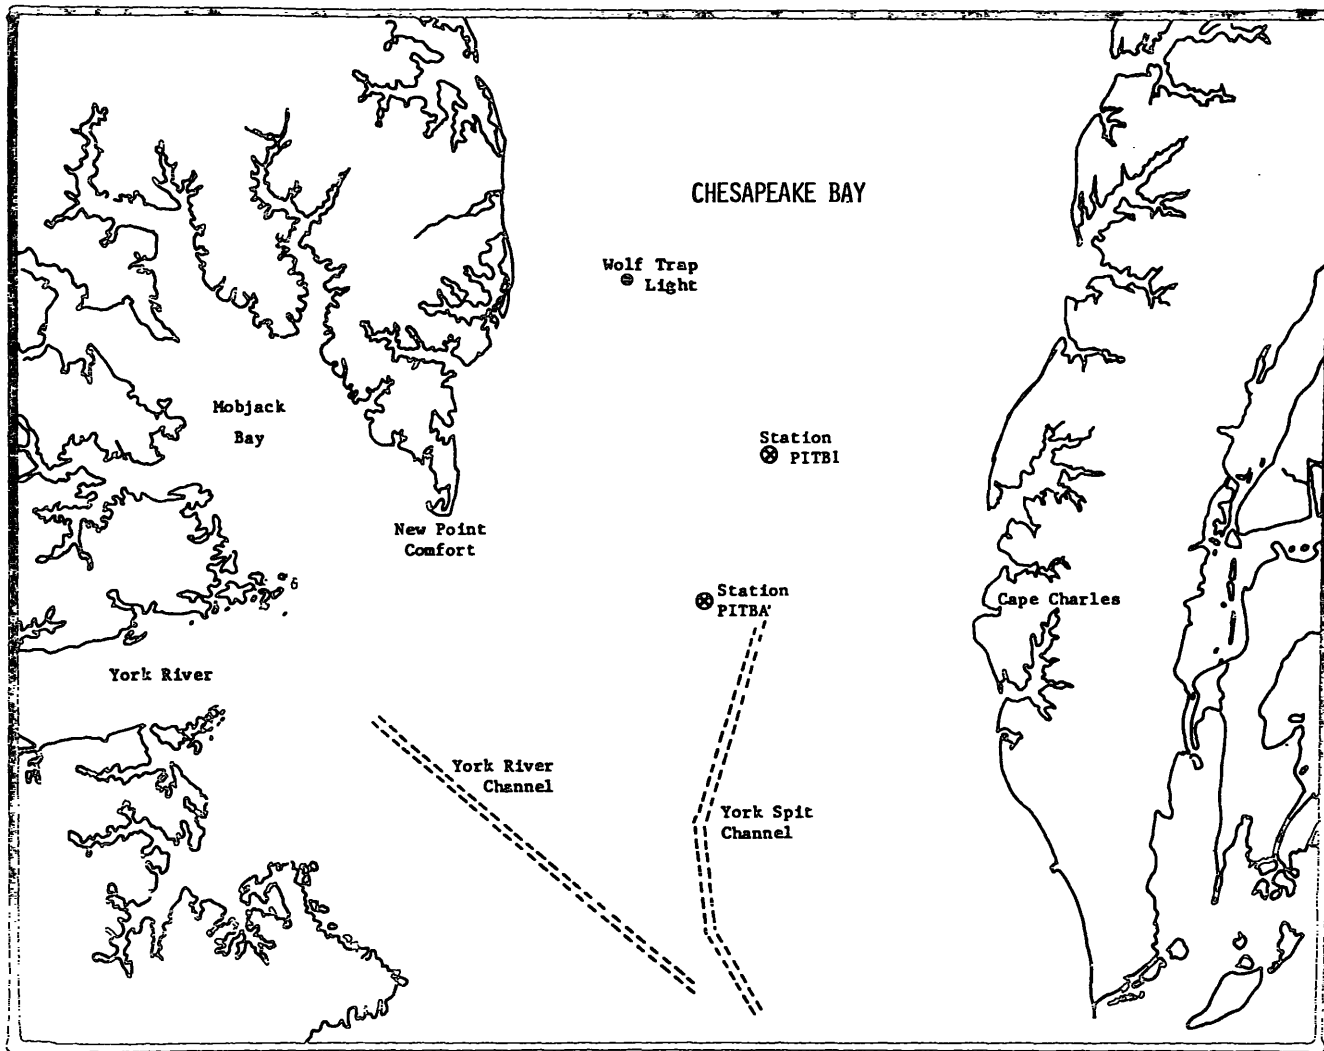 CHESAPEAKE BAY
Wolf Trap
Light
Mobjack
Bay
Station
PITB1
New Point
Comfort
Station
PITBA
Cape Charles
York River
York River
Channel
York Spit
Channel